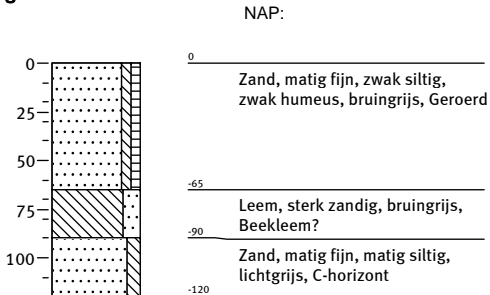 NAP:
0
0
Zand, matig fijn, zwak siltig,
zwak humeus, bruingrijs, Geroerd
25
50
-65
75
Leem, sterk zandig, bruingrijs,
Beekleem?
-90
100
Zand, matig fijn, matig siltig,
lichtgrijs, C-horizont
-120